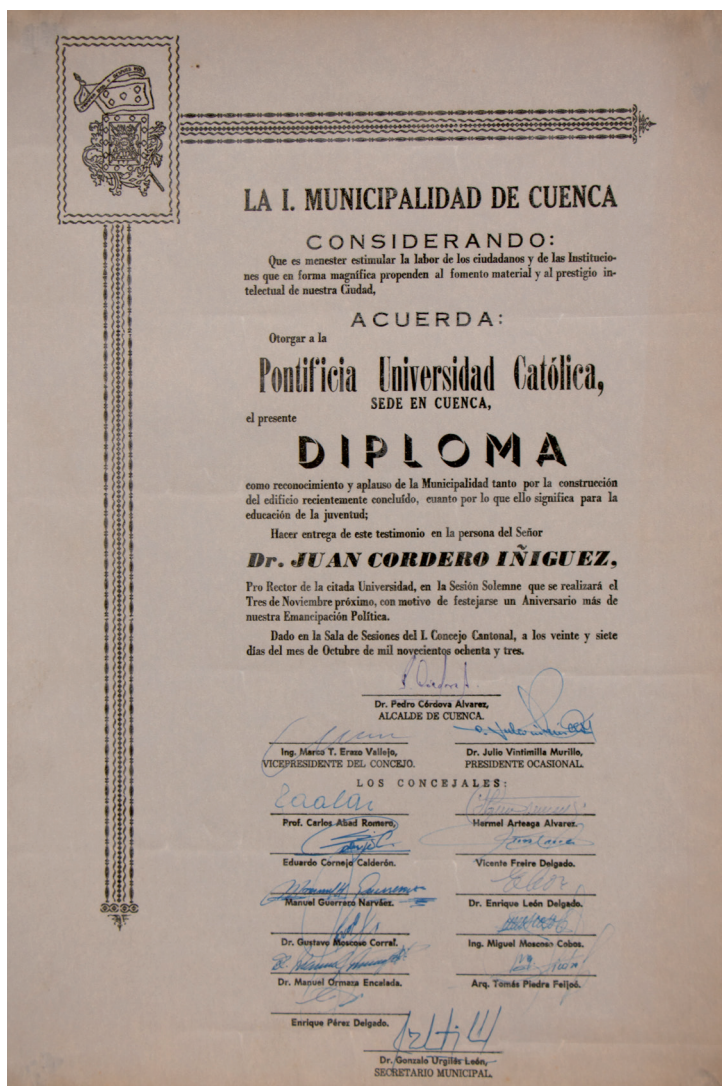 LA I. MUNICIPALIDAD DE CUENCA
CONSIDERANDO:
Que es menester estimular la labor de los ciudadanos y de las Institucio-
nes que en forma magnífica propenden al fomento material y al prestigio in-
telectual de nuestra Ciudad,
ACUERDA:
Otorgar a la
Pontificia Universidad Católica,
SEDE EN CUENCA,
el presente
DIPLOMA
como reconocimiento y aplauso de la Municipalidad tanto por la construcción
del edificio recientemente concluído, cuanto por lo que ello significa para la
educación de la juventud;
Hacer entrega de este testimonio en la persona del Señor
Dr. JUAN CORDERO IÑIGUEZ,
Pro Rector de la citada Universidad, en la Sesión Solemne que se realizará el
Tres de Noviembre próximo, con motivo de festejarse un Aniversario más de
nuestra Emancipación Política.
Dado en la Sala de Sesiones del I. Concejo Cantonal, a los veinte y siete
días del mes de Octubre de mil novecientos ochenta y tres.
Dr. Pedro Córdova Alvarez,
ALCALDE DE CUENCA.
Ing. Marco T. Erazo Vallejo,
VICEPRESIDENTE DEL CONCEJO.
Dr. Julio Vintimilla Murillo,
PRESIDENTE OCASIONAL.
LOS CONCEJALES:
Prof. Carlos Abad Romero,
Hermel Arteaga Alvarez.
Eduardo Cornejo Calderón.
Vicente Freire Delgado.
Manuel Guerrero Narváez.
Dr. Enrique León Delgado.
Dr. Gustavo Moscoso Corral.
Ing. Miguel Moscoso Cobos.
Dr. Manuel Ormaza Encalada.
Arq. Tomás Piedra Feijoó.
Enrique Pérez Delgado.
Dr. Gonzalo Urgilés León,
SECRETARIO MUNICIPAL.